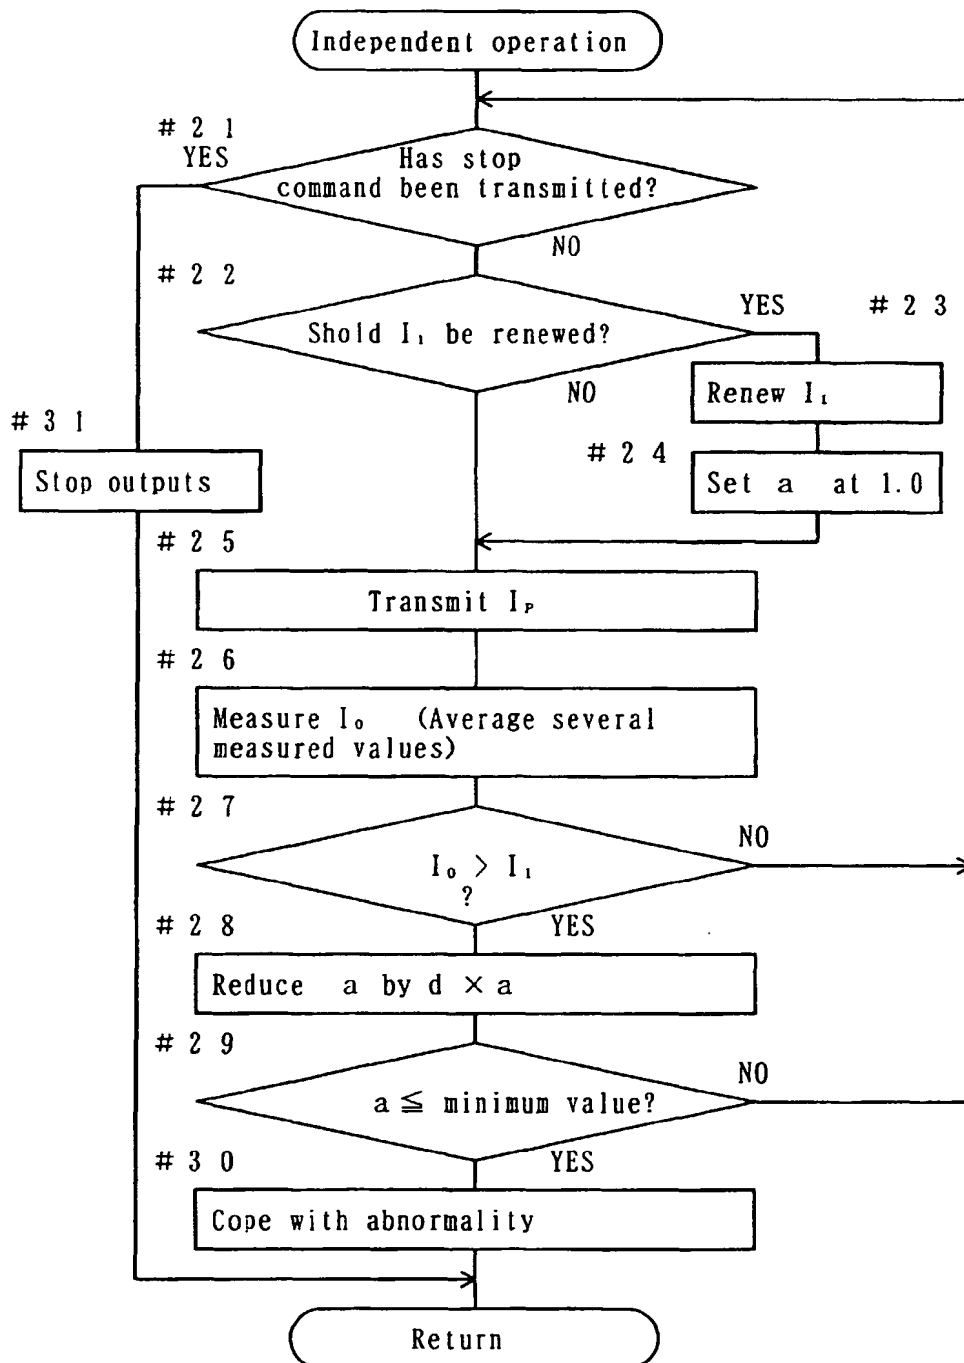 Independent operation
# 2 1
YES
Has stop
command been transmitted?
NO
# 2 2
Shold I₁ be renewed?
YES
# 2 3
NO
Renew I₁
# 3 1
Stop outputs
# 2 4
Set a at 1.0
# 2 5
Transmit Iₚ
# 2 6
Measure I₀ (Average several
measured values)
# 2 7
NO
I₀ > I₁
?
YES
# 2 8
Reduce a by d × a
# 2 9
NO
a ≦ minimum value?
YES
# 3 0
Cope with abnormality
Return